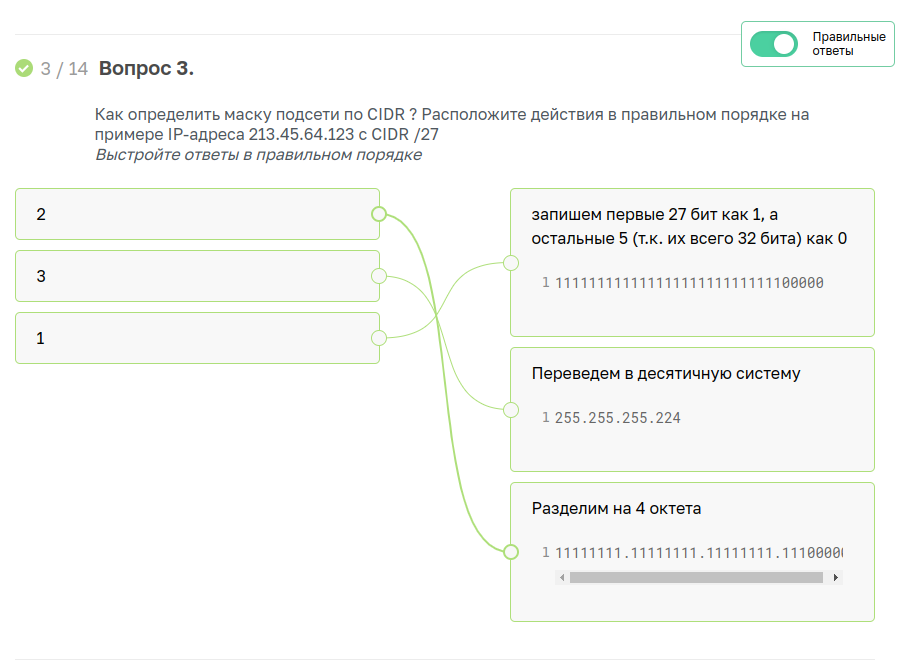 Правильные
ответы
3 / 14 Вопрос 3.
Как определить маску подсети по CIDR ? Расположите действия в правильном порядке на
примере IP-адреса 213.45.64.123 с CIDR /27
Выстройте ответы в правильном порядке
2
3
1
запишем первые 27 бит как 1, а
остальные 5 (т.к. их всего 32 бита) как 0
1 11111111111111111111111111100000
Переведем в десятичную систему
1 255.255.255.224
Разделим на 4 октета
1 11111111.11111111.11111111.11100000